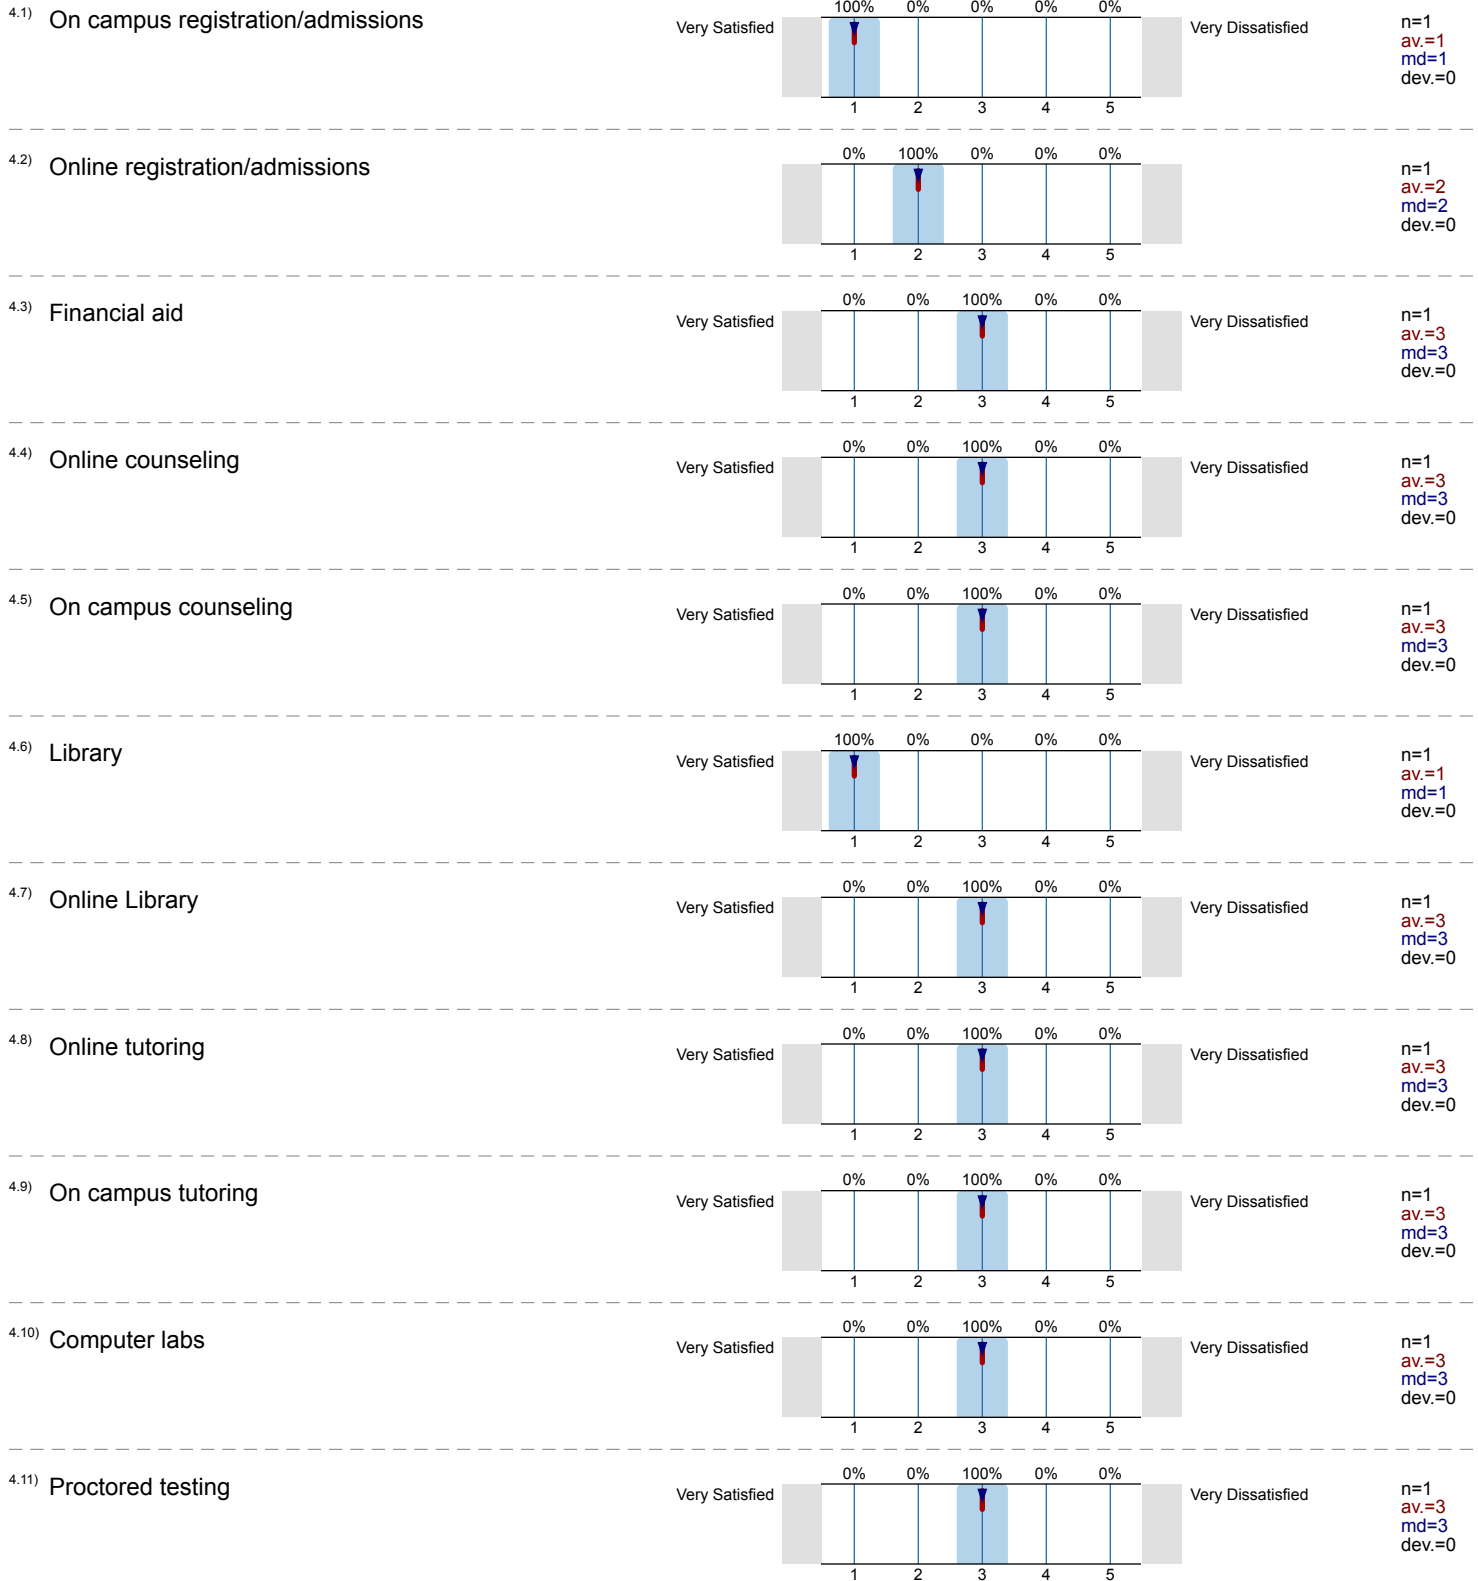 4.1) On campus registration/admissions
100% 0% 0% 0% 0%
Very Satisfied Very Dissatisfied
1 2 3 4 5
n=1
av.=1
md=1
dev.=0
4.2) Online registration/admissions
0% 100% 0% 0% 0%
1 2 3 4 5
n=1
av.=2
md=2
dev.=0
4.3) Financial aid
0% 0% 100% 0% 0%
Very Satisfied Very Dissatisfied
1 2 3 4 5
n=1
av.=3
md=3
dev.=0
4.4) Online counseling
0% 0% 100% 0% 0%
Very Satisfied Very Dissatisfied
1 2 3 4 5
n=1
av.=3
md=3
dev.=0
4.5) On campus counseling
0% 0% 100% 0% 0%
Very Satisfied Very Dissatisfied
1 2 3 4 5
n=1
av.=3
md=3
dev.=0
4.6) Library
100% 0% 0% 0% 0%
Very Satisfied Very Dissatisfied
1 2 3 4 5
n=1
av.=1
md=1
dev.=0
4.7) Online Library
0% 0% 100% 0% 0%
Very Satisfied Very Dissatisfied
1 2 3 4 5
n=1
av.=3
md=3
dev.=0
4.8) Online tutoring
0% 0% 100% 0% 0%
Very Satisfied Very Dissatisfied
1 2 3 4 5
n=1
av.=3
md=3
dev.=0
4.9) On campus tutoring
0% 0% 100% 0% 0%
Very Satisfied Very Dissatisfied
1 2 3 4 5
n=1
av.=3
md=3
dev.=0
4.10) Computer labs
0% 0% 100% 0% 0%
Very Satisfied Very Dissatisfied
1 2 3 4 5
n=1
av.=3
md=3
dev.=0
4.11) Proctored testing
0% 0% 100% 0% 0%
Very Satisfied Very Dissatisfied
1 2 3 4 5
n=1
av.=3
md=3
dev.=0